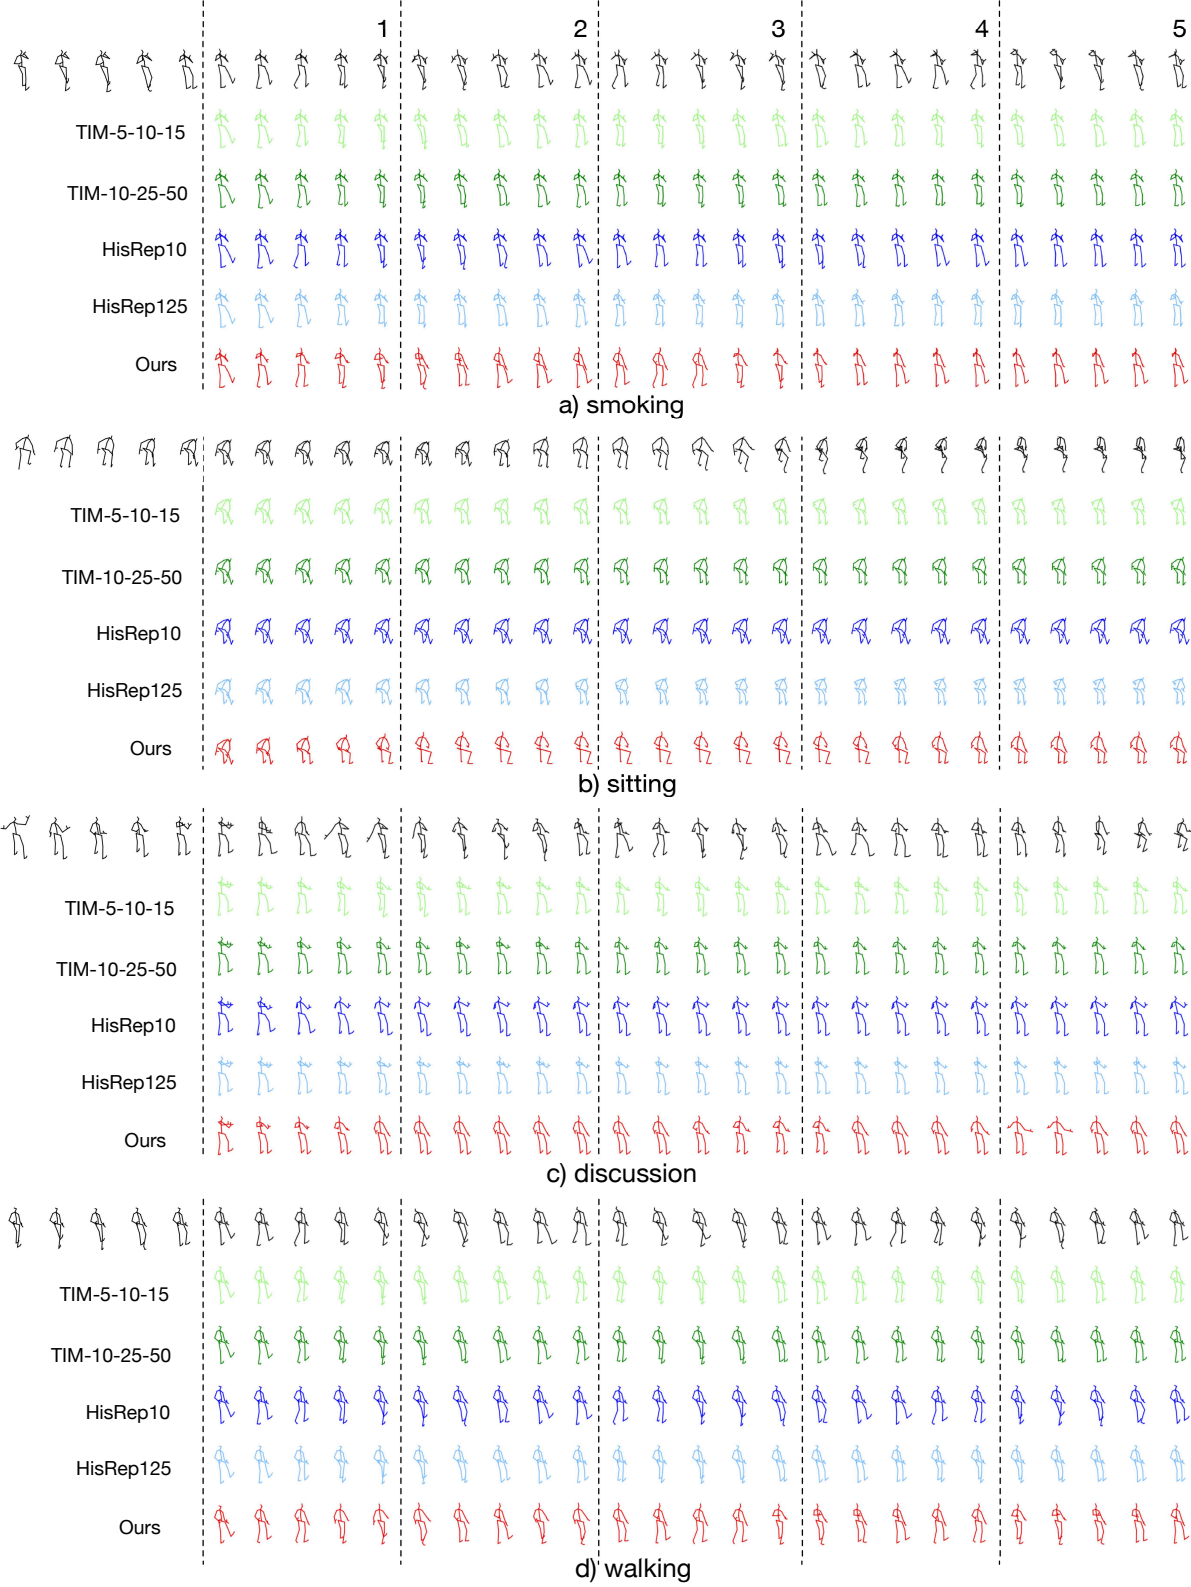 1 2 3 4 5
TIM-5-10-15
TIM-10-25-50
HisRep10
HisRep125
Ours
a) smoking
TIM-5-10-15
TIM-10-25-50
HisRep10
HisRep125
Ours
b) sitting
TIM-5-10-15
TIM-10-25-50
HisRep10
HisRep125
Ours
c) discussion
TIM-5-10-15
TIM-10-25-50
HisRep10
HisRep125
Ours
d) walking